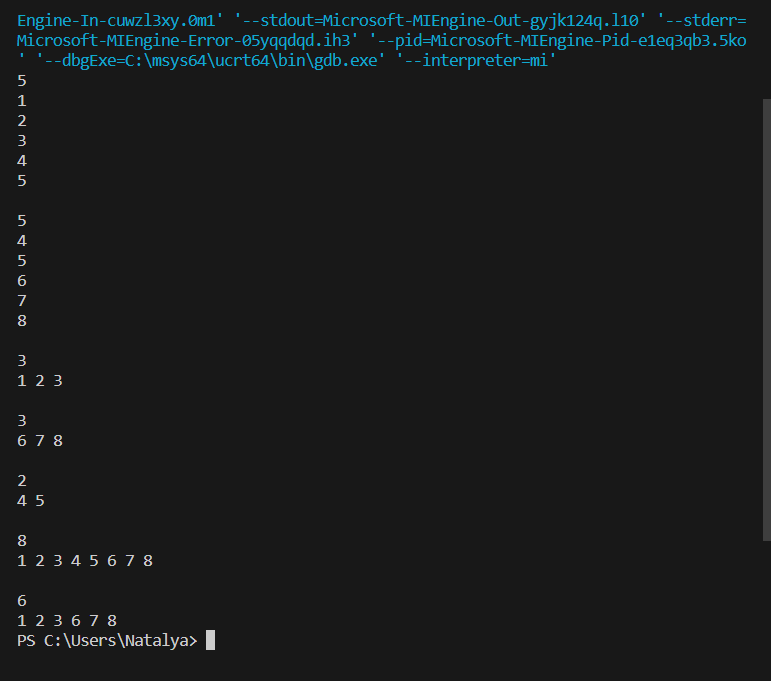 Engine-In-cuwzl3xy.0m1' '--stdout=Microsoft-MIEngine-Out-gyjk124q.l10' '--stderr=
Microsoft-MIEngine-Error-05yqqdqd.ih3' '--pid=Microsoft-MIEngine-Pid-e1eq3qb3.5ko
' '--dbgExe=C:\msys64\ucrt64\bin\gdb.exe' '--interpreter=mi'
5
1
2
3
4
5

5
4
5
6
7
8

3
1 2 3

3
6 7 8

2
4 5

8
1 2 3 4 5 6 7 8

6
1 2 3 6 7 8
PS C:\Users\Natalya>